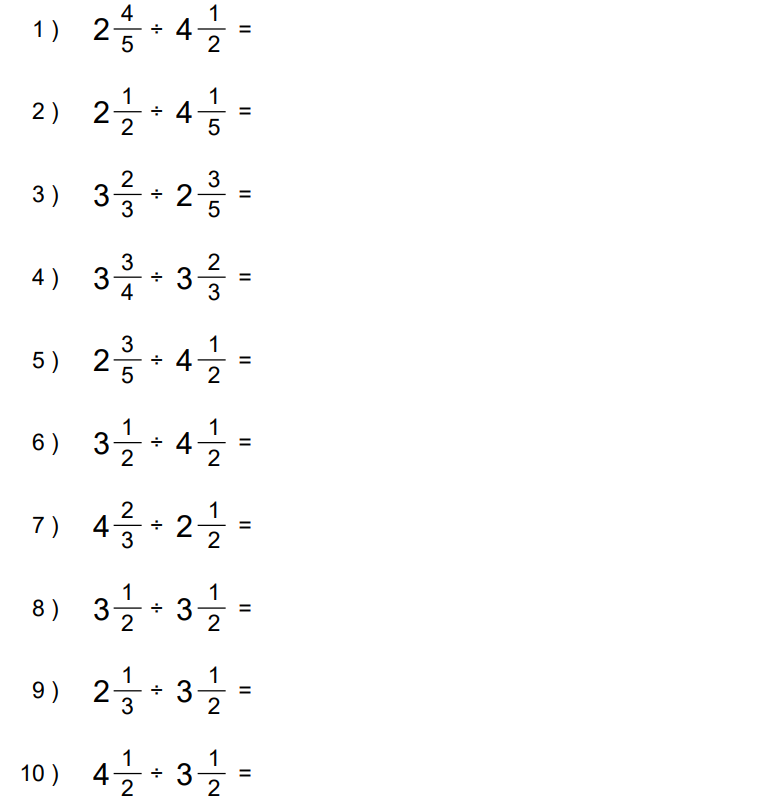 1 ) 2 4/5 ÷ 4 1/2 =
2 ) 2 1/2 ÷ 4 1/5 =
3 ) 3 2/3 ÷ 2 3/5 =
4 ) 3 3/4 ÷ 3 2/3 =
5 ) 2 3/5 ÷ 4 1/2 =
6 ) 3 1/2 ÷ 4 1/2 =
7 ) 4 2/3 ÷ 2 1/2 =
8 ) 3 1/2 ÷ 3 1/2 =
9 ) 2 1/3 ÷ 3 1/2 =
10 ) 4 1/2 ÷ 3 1/2 =